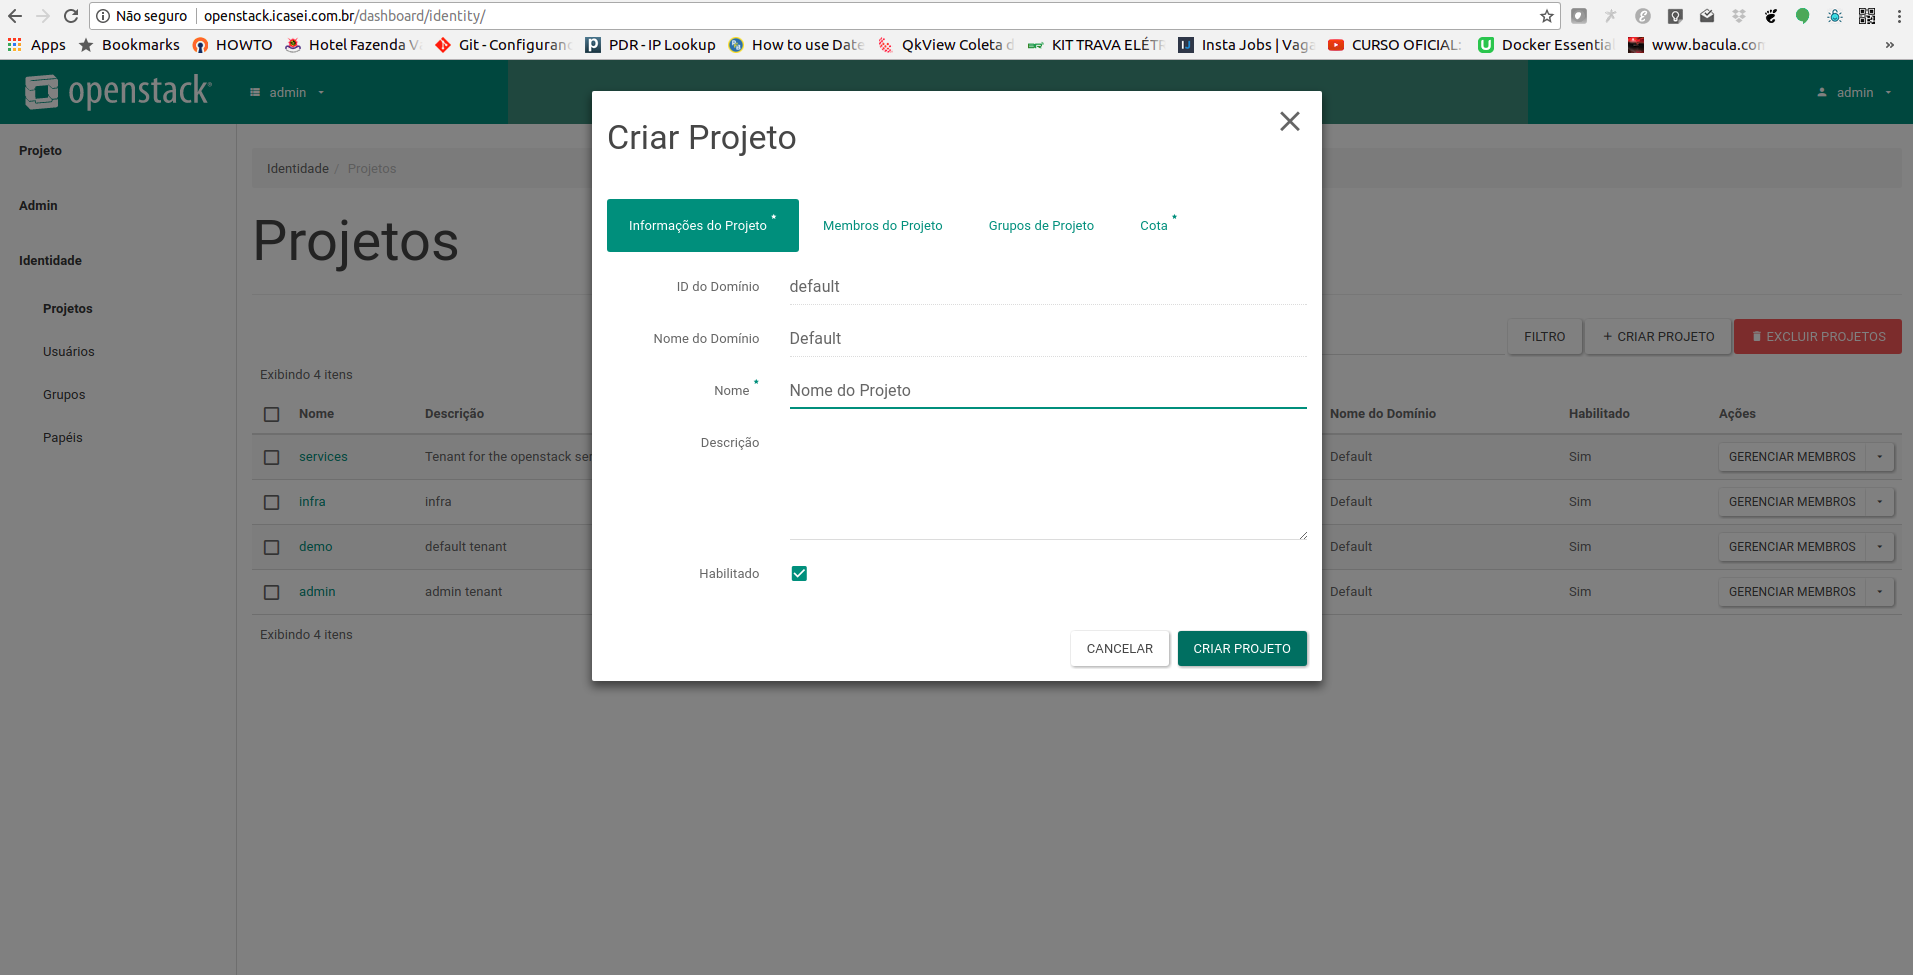 Não seguro openstack.icasei.com.br/dashboard/identity/
Apps Bookmarks HOWTO Hotel Fazenda Git - Configuranc PDR - IP Lookup How to use Date QkView Coleta d KIT TRAVA ELÉTR Insta Jobs | Vaga CURSO OFICIAL: Docker Essential www.bacula.com »
openstack admin admin
Criar Projeto
Projeto
Identidade / Projetos
Admin
Projetos
Informações do Projeto * Membros do Projeto Grupos de Projeto Cota *
Identidade
ID do Domínio default
Projetos
Nome do Domínio Default
FILTRO + CRIAR PROJETO EXCLUIR PROJETOS
Usuários
Exibindo 4 itens
Grupos
Nome * Nome do Projeto
Nome Descrição Nome do Domínio Habilitado Ações
Papéis
Descrição
services Tenant for the openstack ser Default Sim GERENCIAR MEMBROS
infra infra Default Sim GERENCIAR MEMBROS
demo default tenant Default Sim GERENCIAR MEMBROS
Habilitado
admin admin tenant Default Sim GERENCIAR MEMBROS
Exibindo 4 itens
CANCELAR CRIAR PROJETO